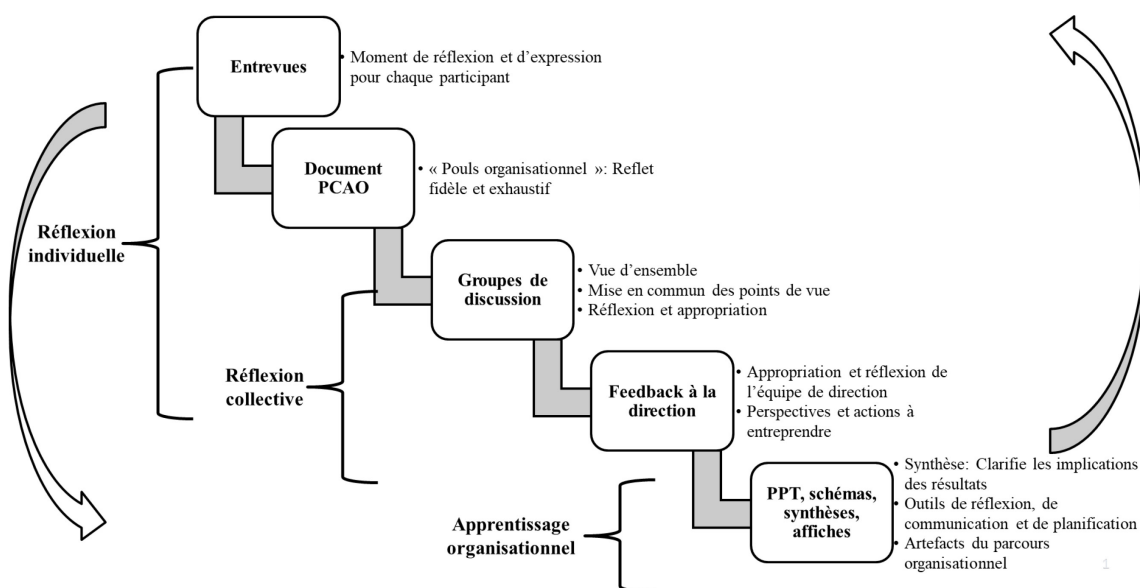 Entrevues
• Moment de réflexion et d'expression
pour chaque participant
Document
PCAO
• « Pouls organisationnel »: Reflet
fidèle et exhaustif
Réflexion
individuelle
Groupes de
discussion
• Vue d'ensemble
• Mise en commun des points de vue
• Réflexion et appropriation
Réflexion
collective
Feedback à la
direction
• Appropriation et réflexion de
l'équipe de direction
• Perspectives et actions à
entreprendre
Apprentissage
organisationnel
PPT, schémas,
synthèses,
affiches
• Synthèse: Clarifie les implications
des résultats
• Outils de réflexion, de
communication et de planification
• Artefacts du parcours
organisationnel
1